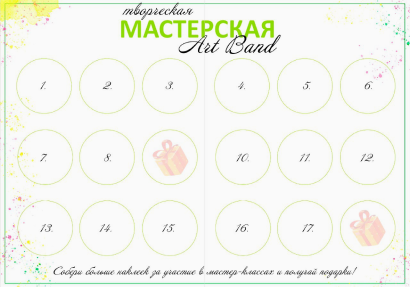 творческая
МАСТЕРСКАЯ
Art Band
1. 2. 3. 4. 5. 6.
7. 8. 10. 11. 12.
13. 14. 15. 16. 17.
Собери больше наклеек за участие в мастер-классах и получай подарки!